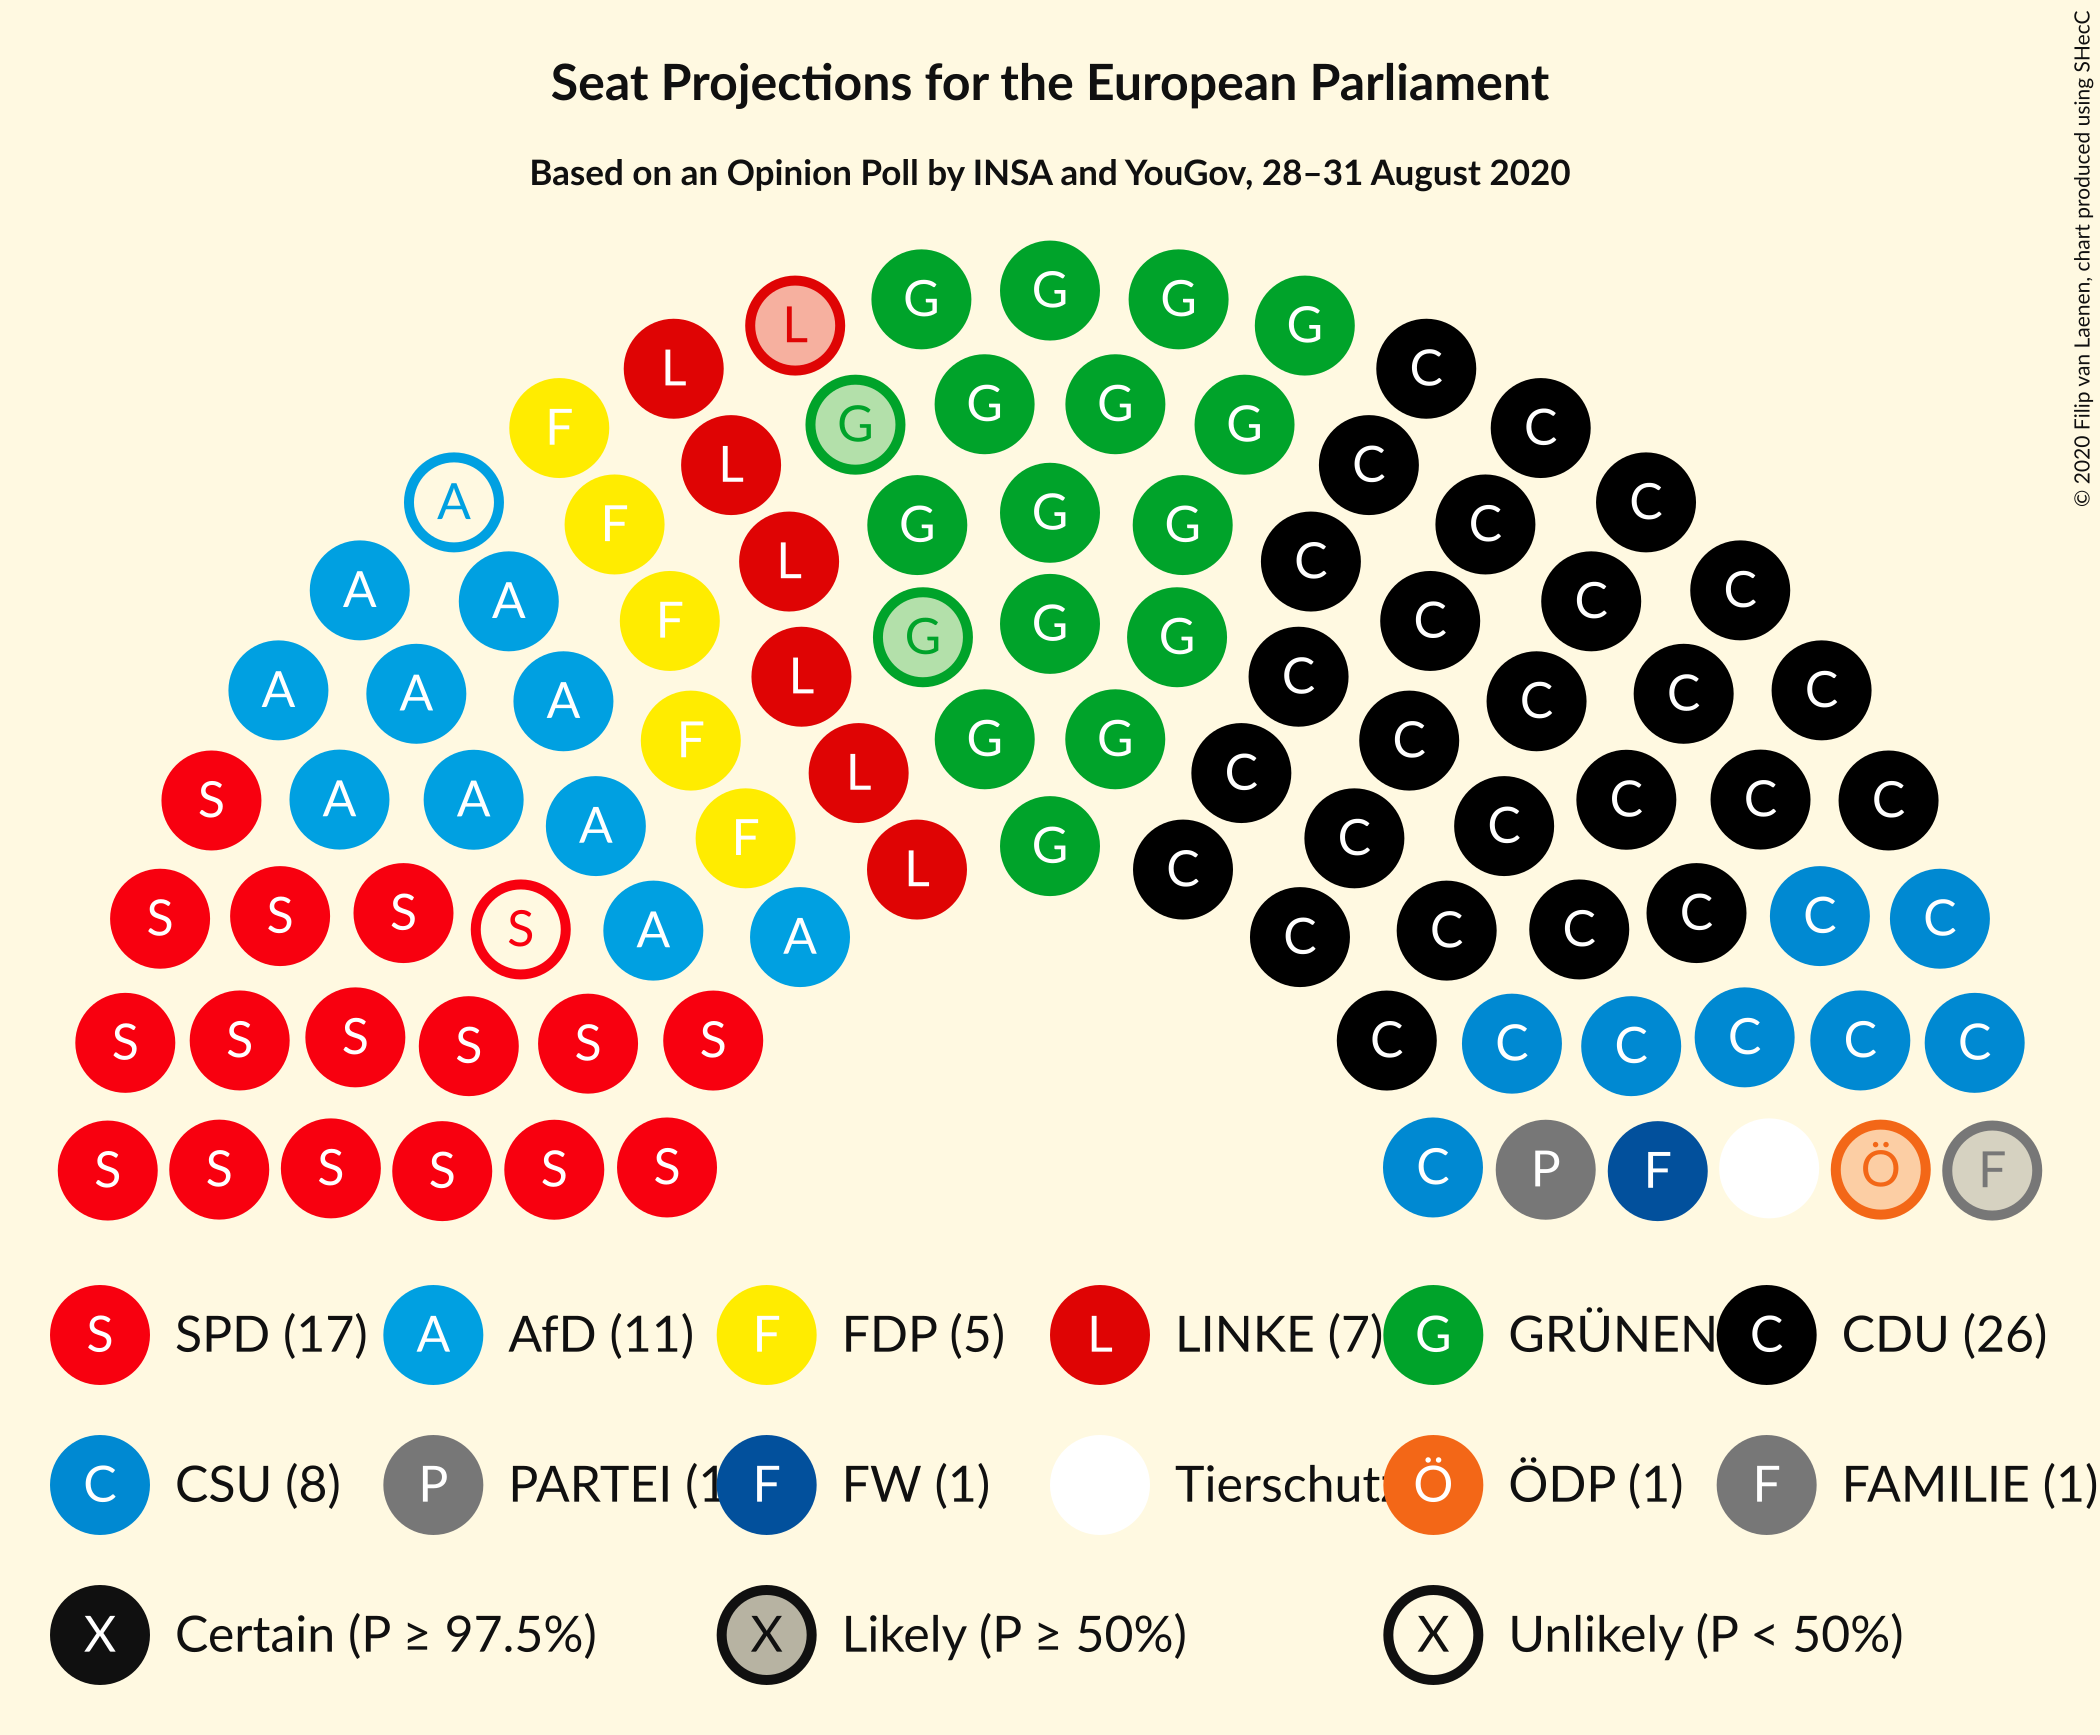 Seat Projections for the European Parliament
Based on an Opinion Poll by INSA and YouGov, 28–31 August 2020
© 2020 Filip van Laenen, chart produced using SHecC
G G G G
L C
L G G G G C
F C C
A F L G G G C C C
A A F L G G G C C C C
A A A F L G G C C C C C
S A A A F L G C C C C C C
S S S S A A C C C C C C
S S S S S S C C C C C C
S S S S S S C P F Ö F
S SPD (17) A AfD (11) F FDP (5) L LINKE (7) G GRÜNEN C CDU (26)
C CSU (8) P PARTEI (1 F FW (1) Tierschutz Ö ÖDP (1) F FAMILIE (1)
X Certain (P ≥ 97.5%) X Likely (P ≥ 50%) X Unlikely (P < 50%)